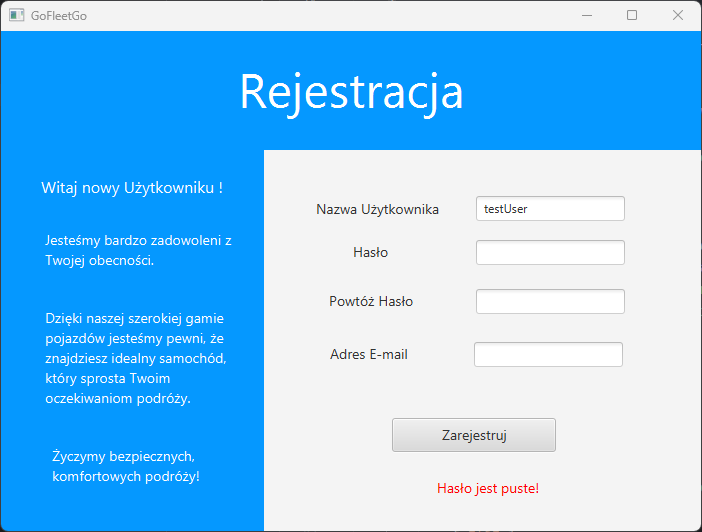 GoFleetGo
Rejestracja
Witaj nowy Użytkowniku !
Jesteśmy bardzo zadowoleni z
Twojej obecności.
Dzięki naszej szerokiej gamie
pojazdów jesteśmy pewni, że
znajdziesz idealny samochód,
który sprosta Twoim
oczekiwaniom podróży.
Życzymy bezpiecznych,
komfortowych podróży!
Nazwa Użytkownika testUser
Hasło
Powtóż Hasło
Adres E-mail
Zarejestruj
Hasło jest puste!